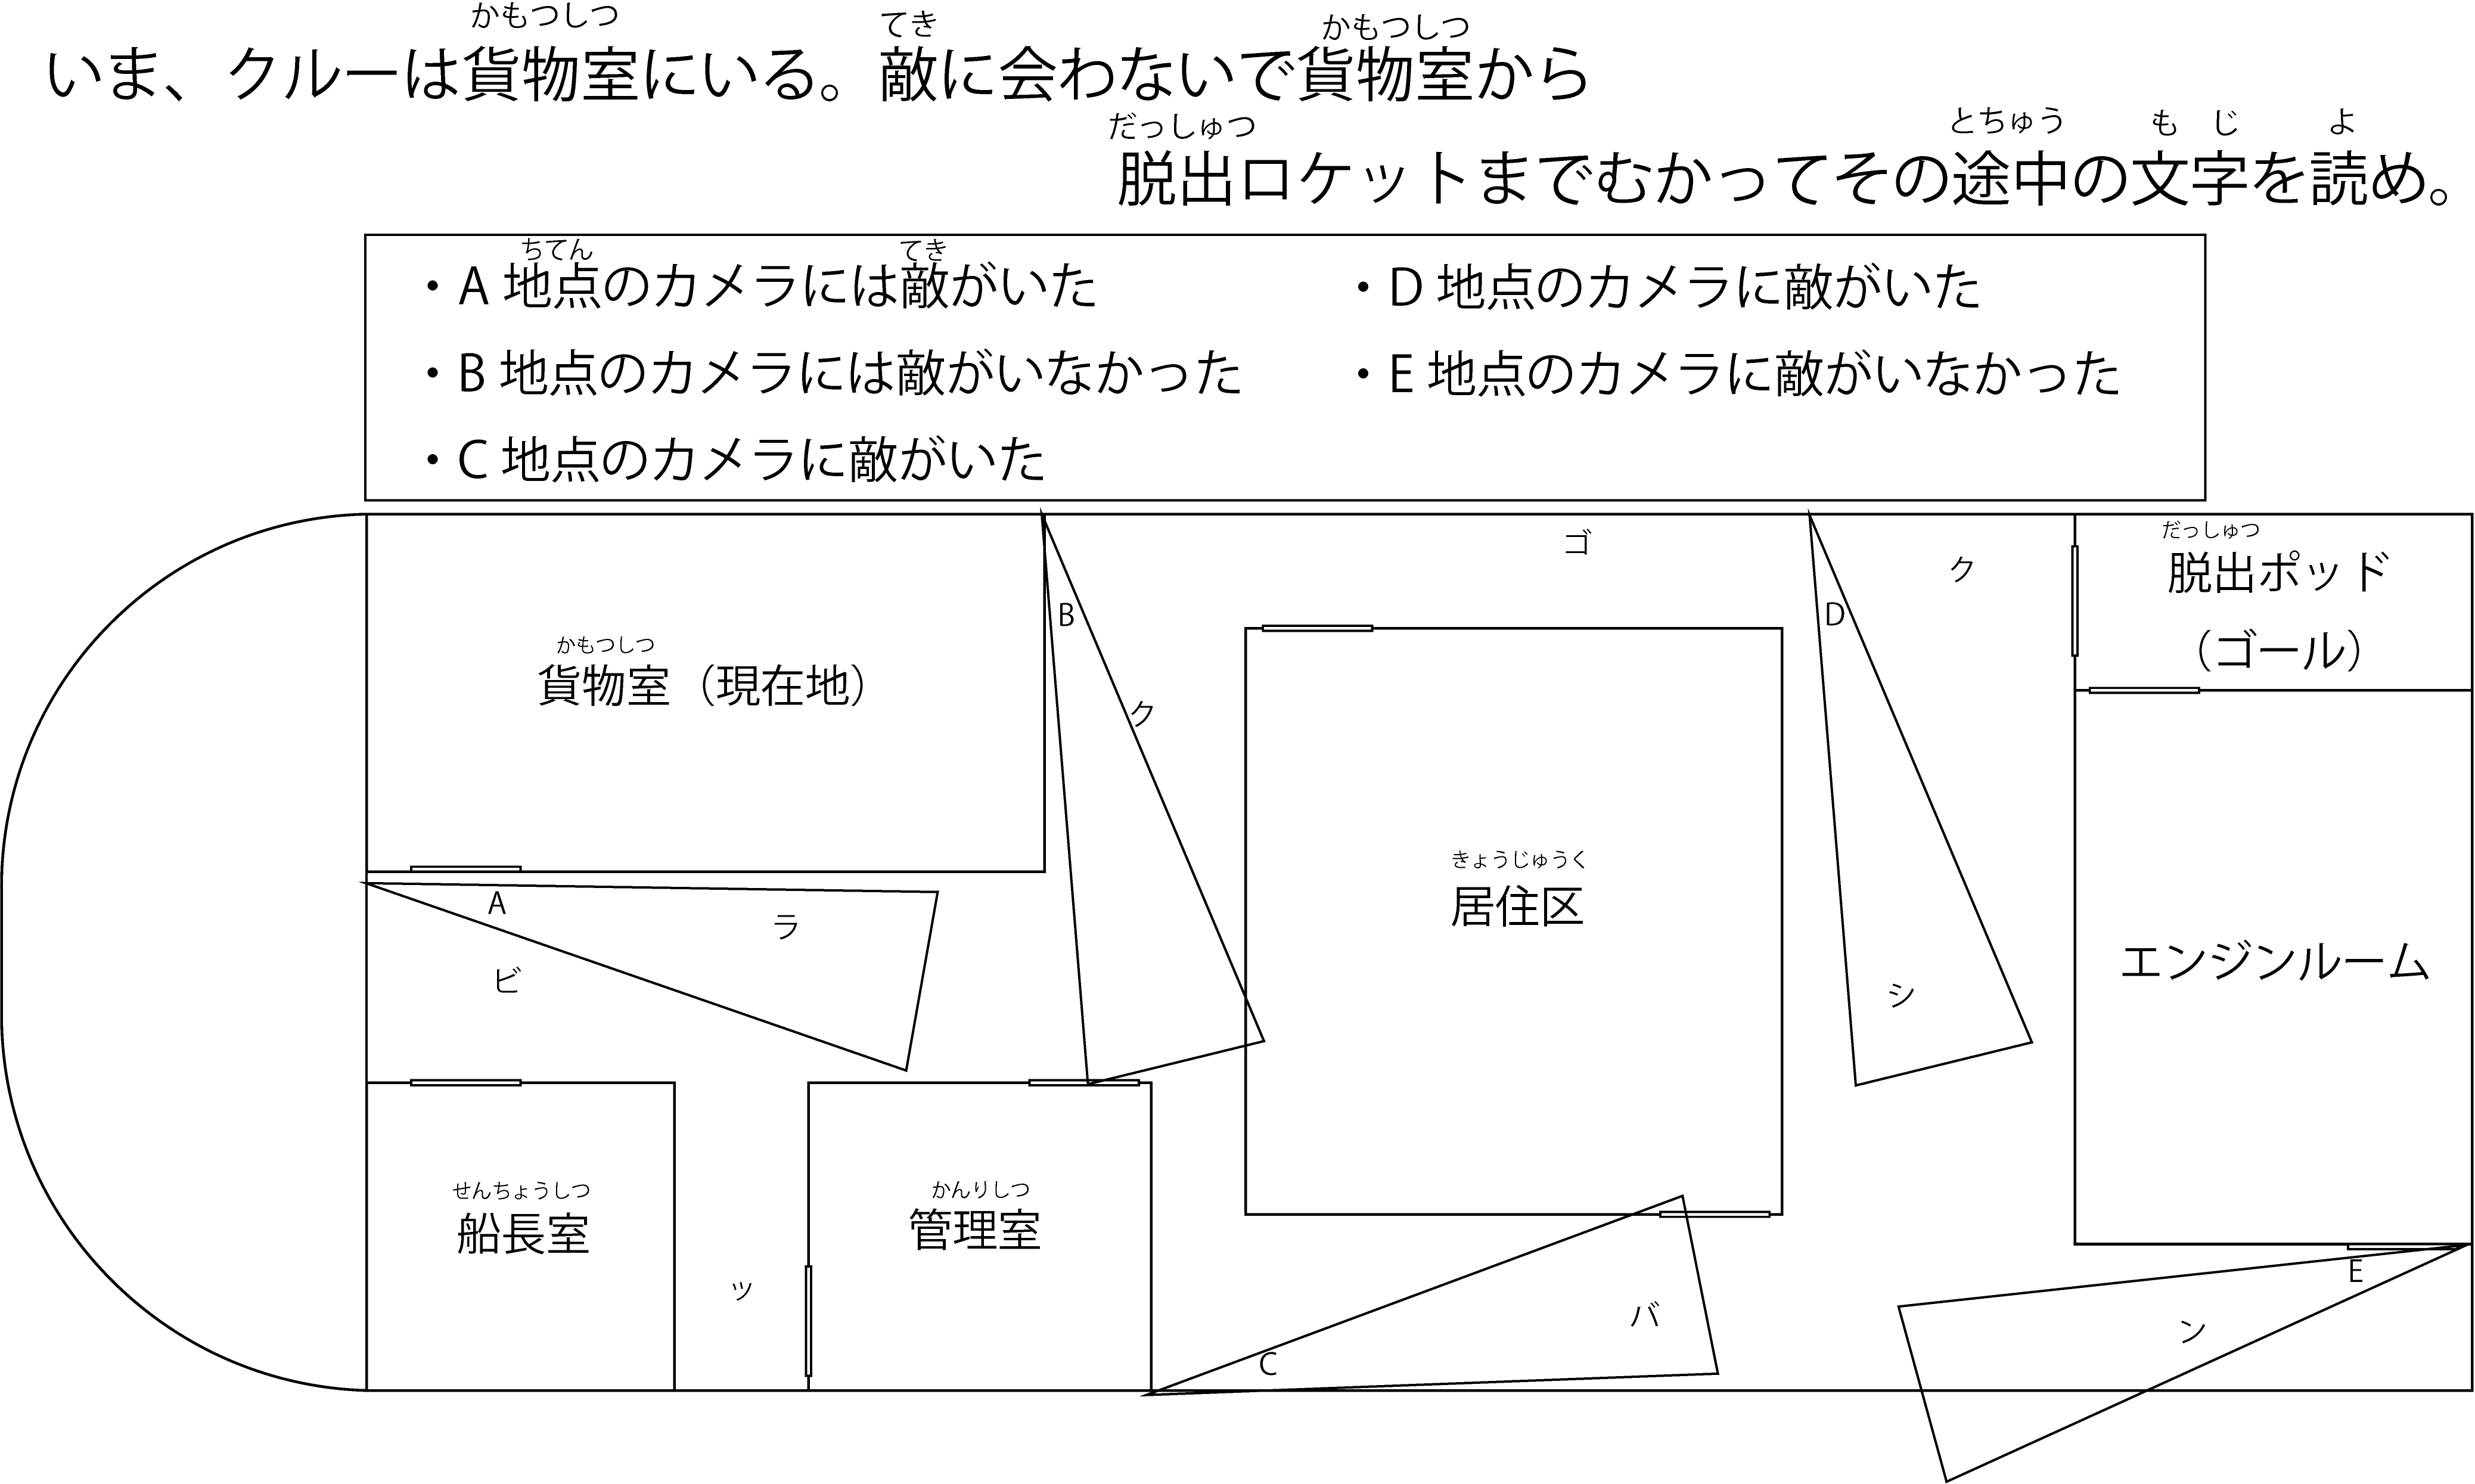 かもつしつ てき かもつしつ
いま、クルーは貨物室にいる。敵に会わないで貨物室から
だっしゅつ とちゅう もじ よ
脱出ロケットまでむかってその途中の文字を読め。
ちてん てき
・A 地点のカメラには敵がいた
・B 地点のカメラには敵がいなかった
・C 地点のカメラに敵がいた
・D 地点のカメラに敵がいた
・E 地点のカメラに敵がいなかった
ゴ
ク
だっしゅつ
脱出ポッド
（ゴール）
B
D
かもつしつ
貨物室（現在地）
ク
きょうじゅうく
居住区
A
ラ
ビ
シ
エンジンルーム
せんちょうしつ
船長室
かんりしつ
管理室
ッ
C
バ
E
ン